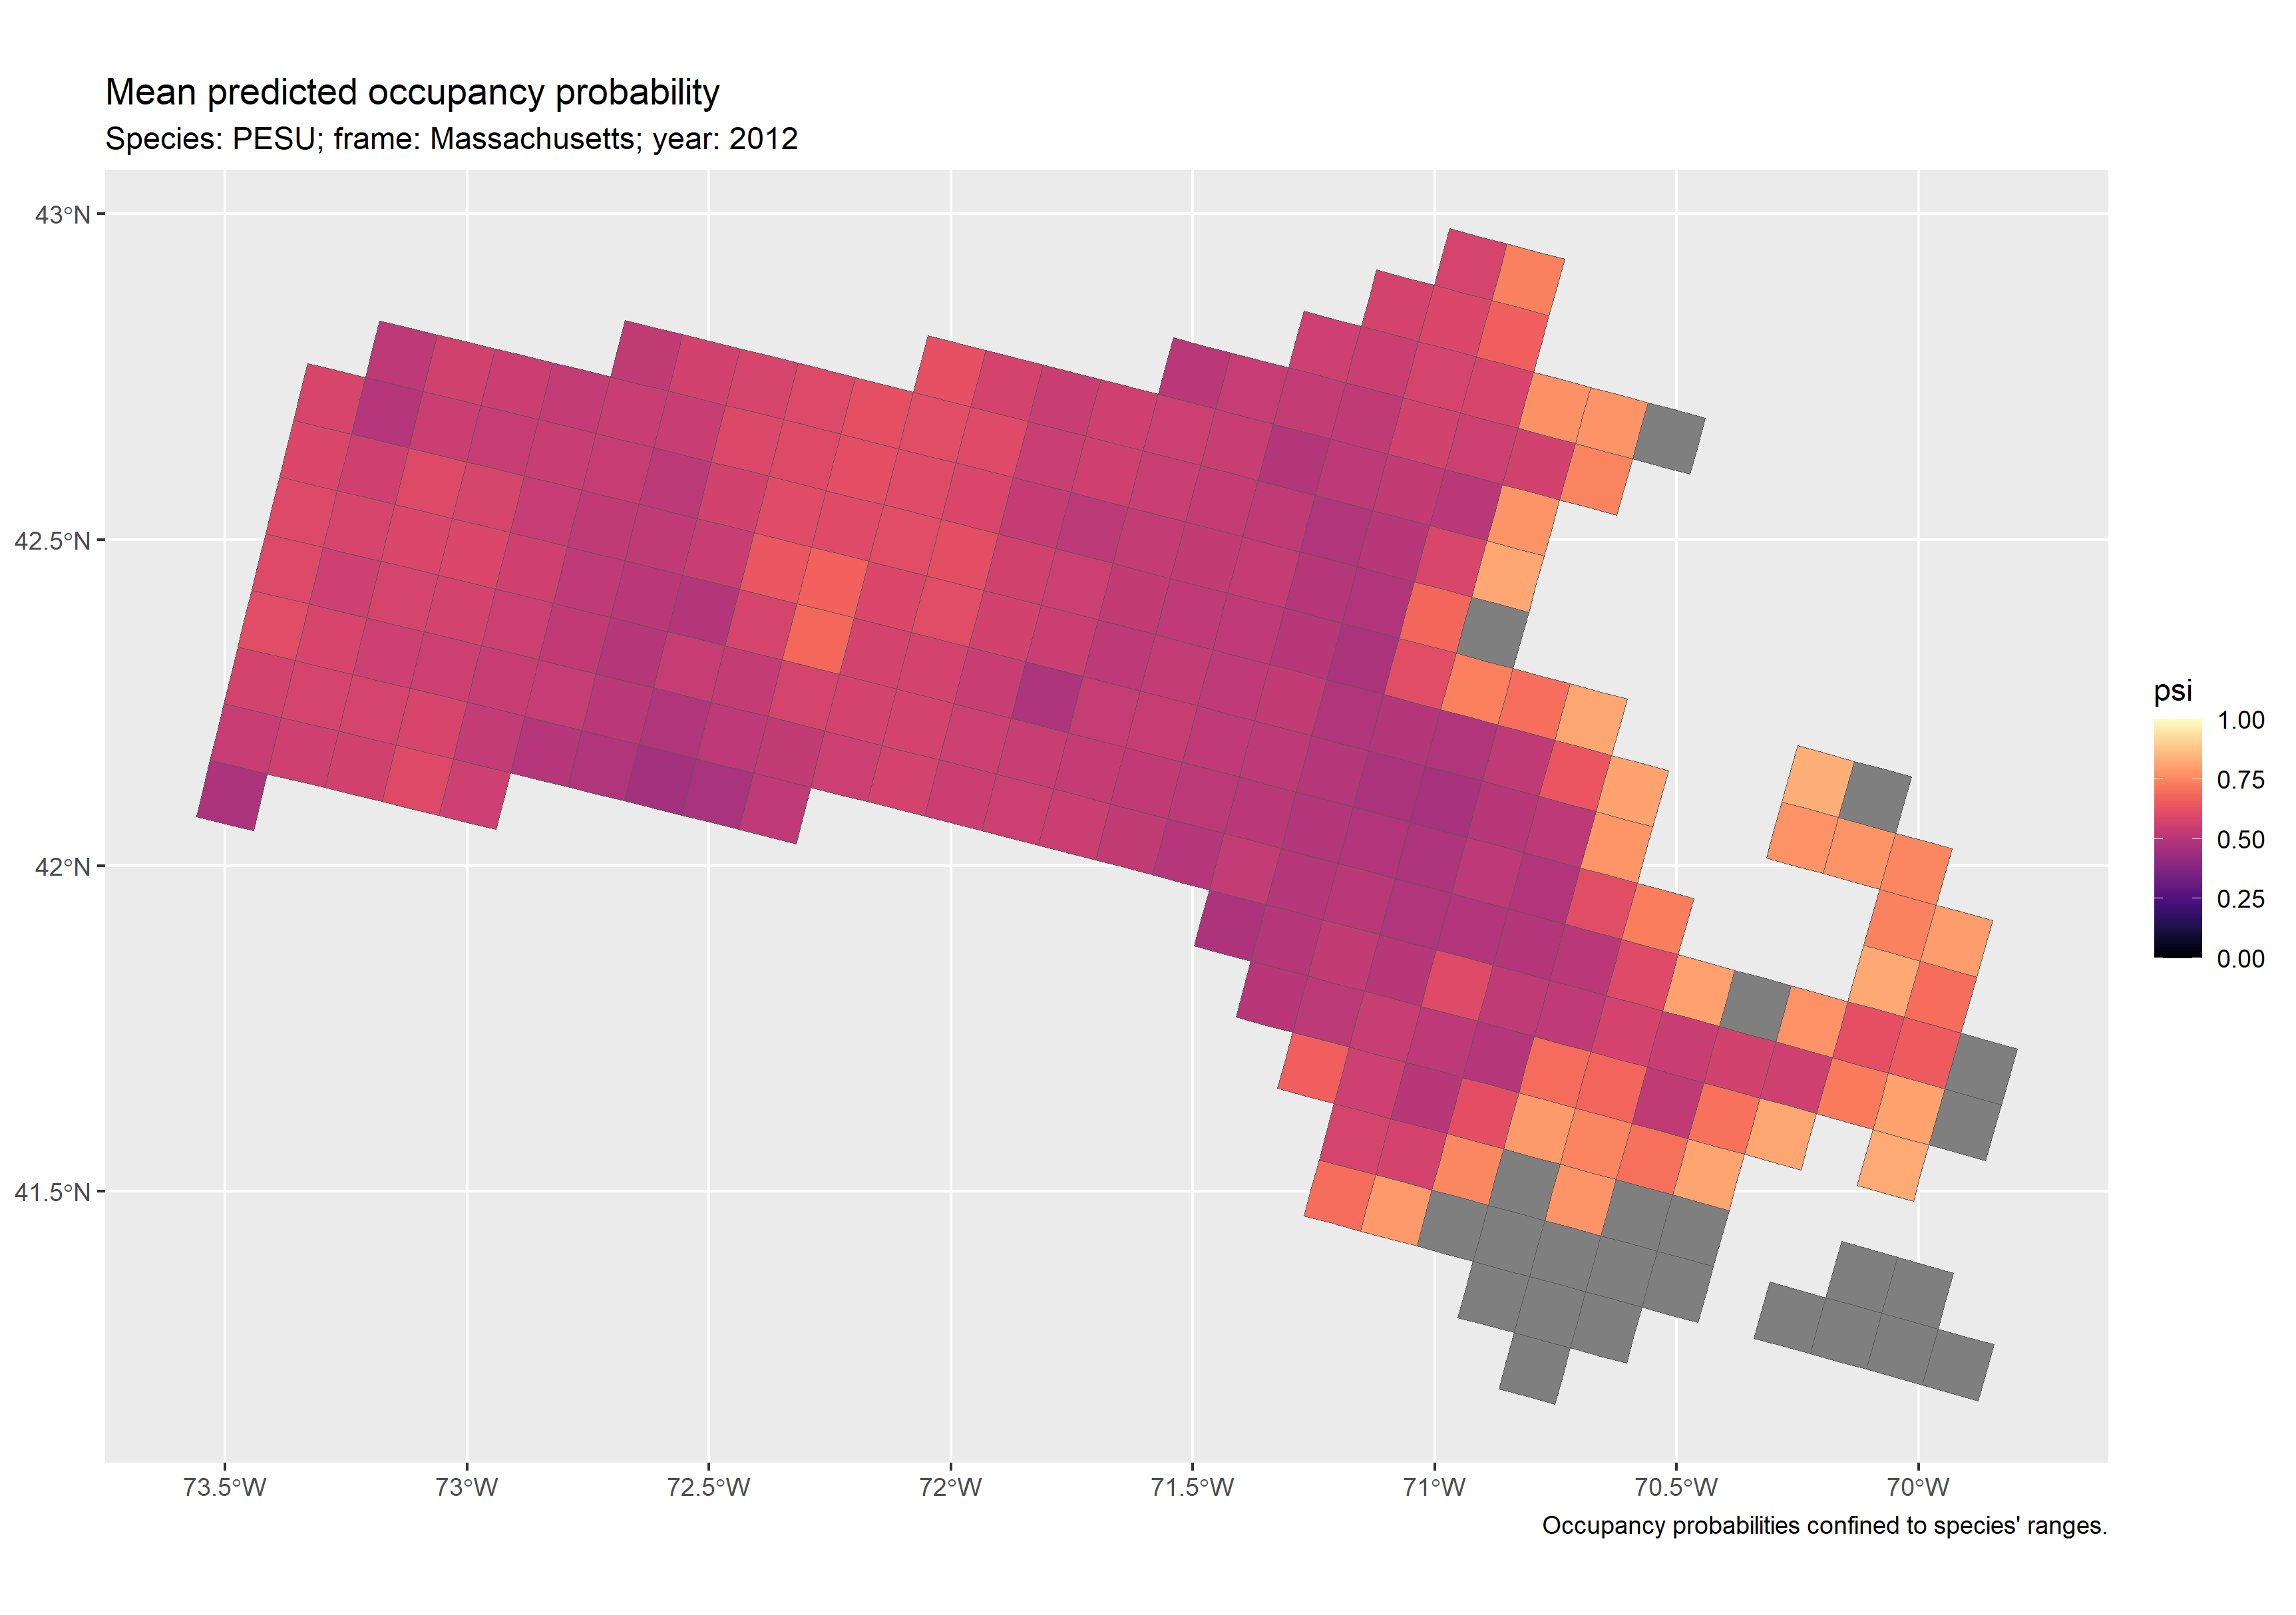 Mean predicted occupancy probability
Species: PESU; frame: Massachusetts; year: 2012
43°N
42.5°N
42°N
41.5°N
73.5°W
73°W
72.5°W
72°W
71.5°W
71°W
70.5°W
70°W
psi
1.00
0.75
0.50
0.25
0.00
Occupancy probabilities confined to species' ranges.